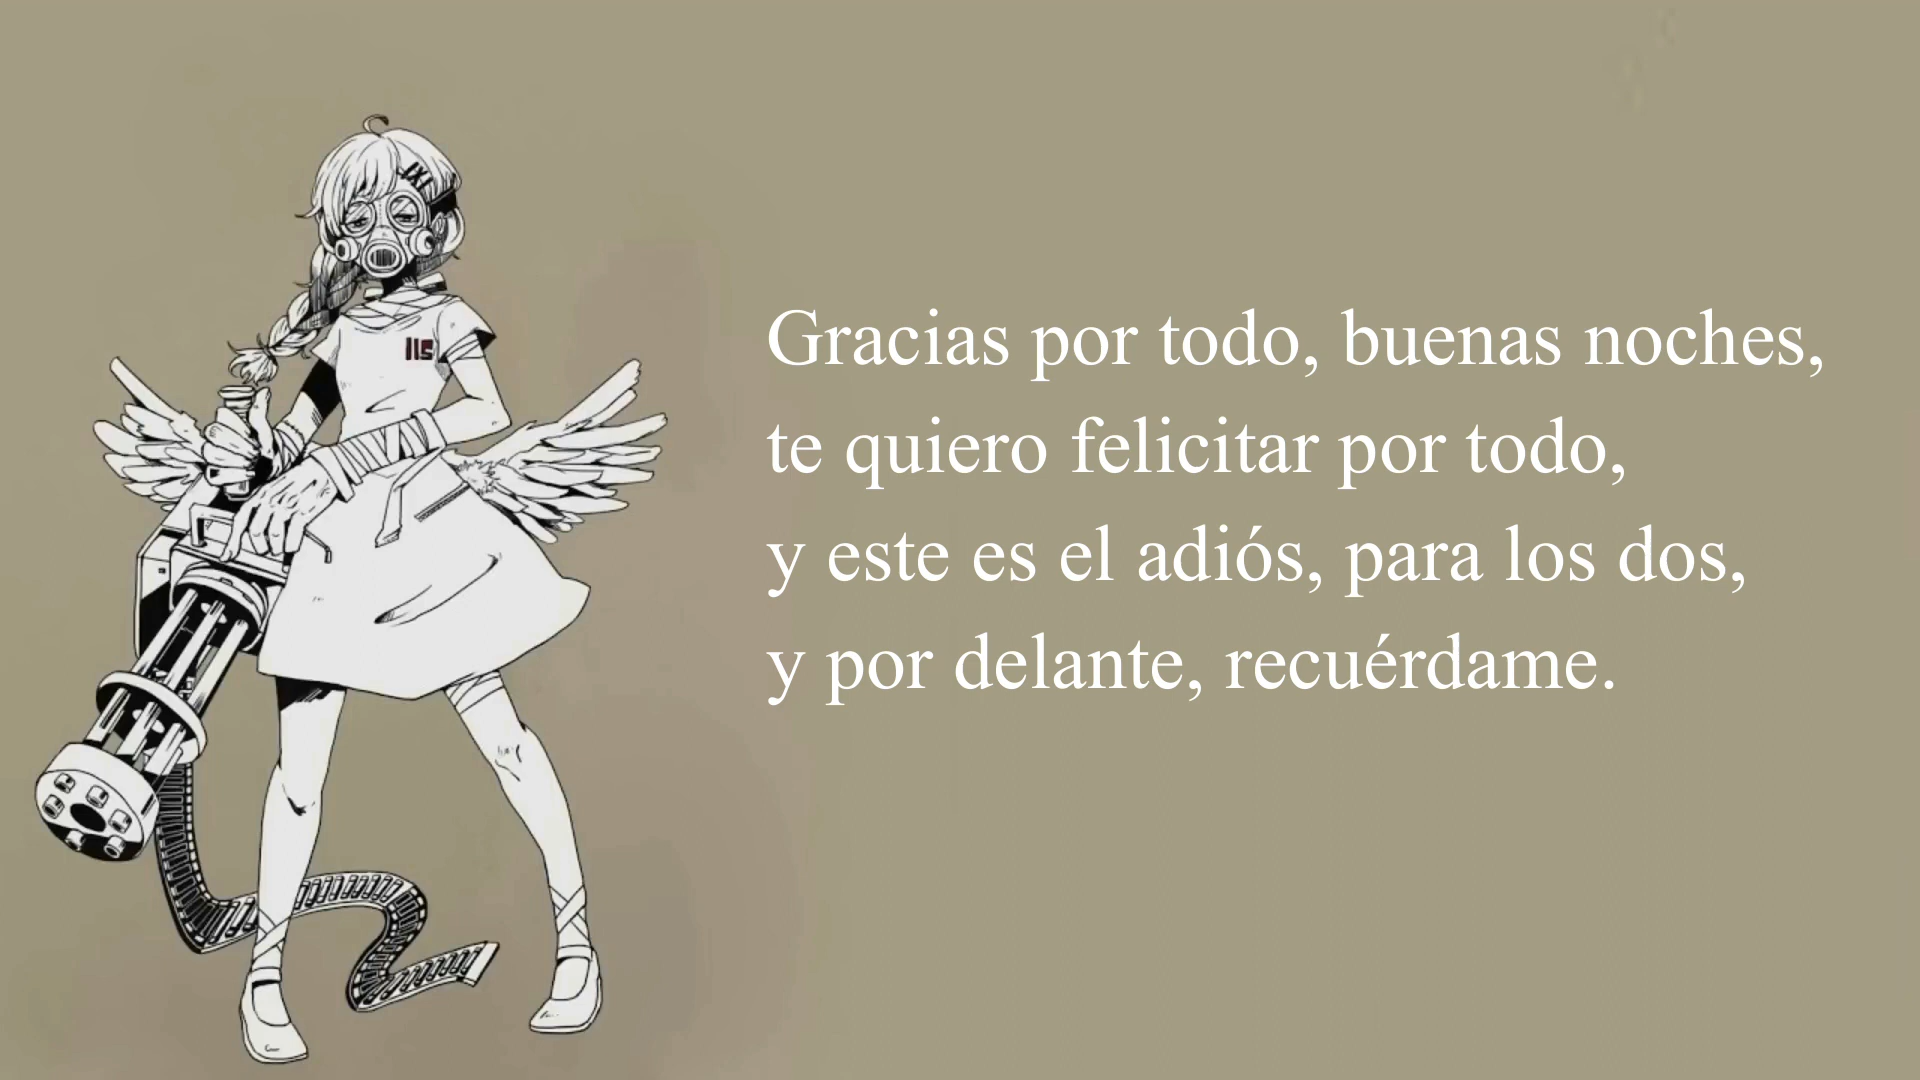 115
Gracias por todo, buenas noches,
te quiero felicitar por todo,
y este es el adiós, para los dos,
y por delante, recuérdame.